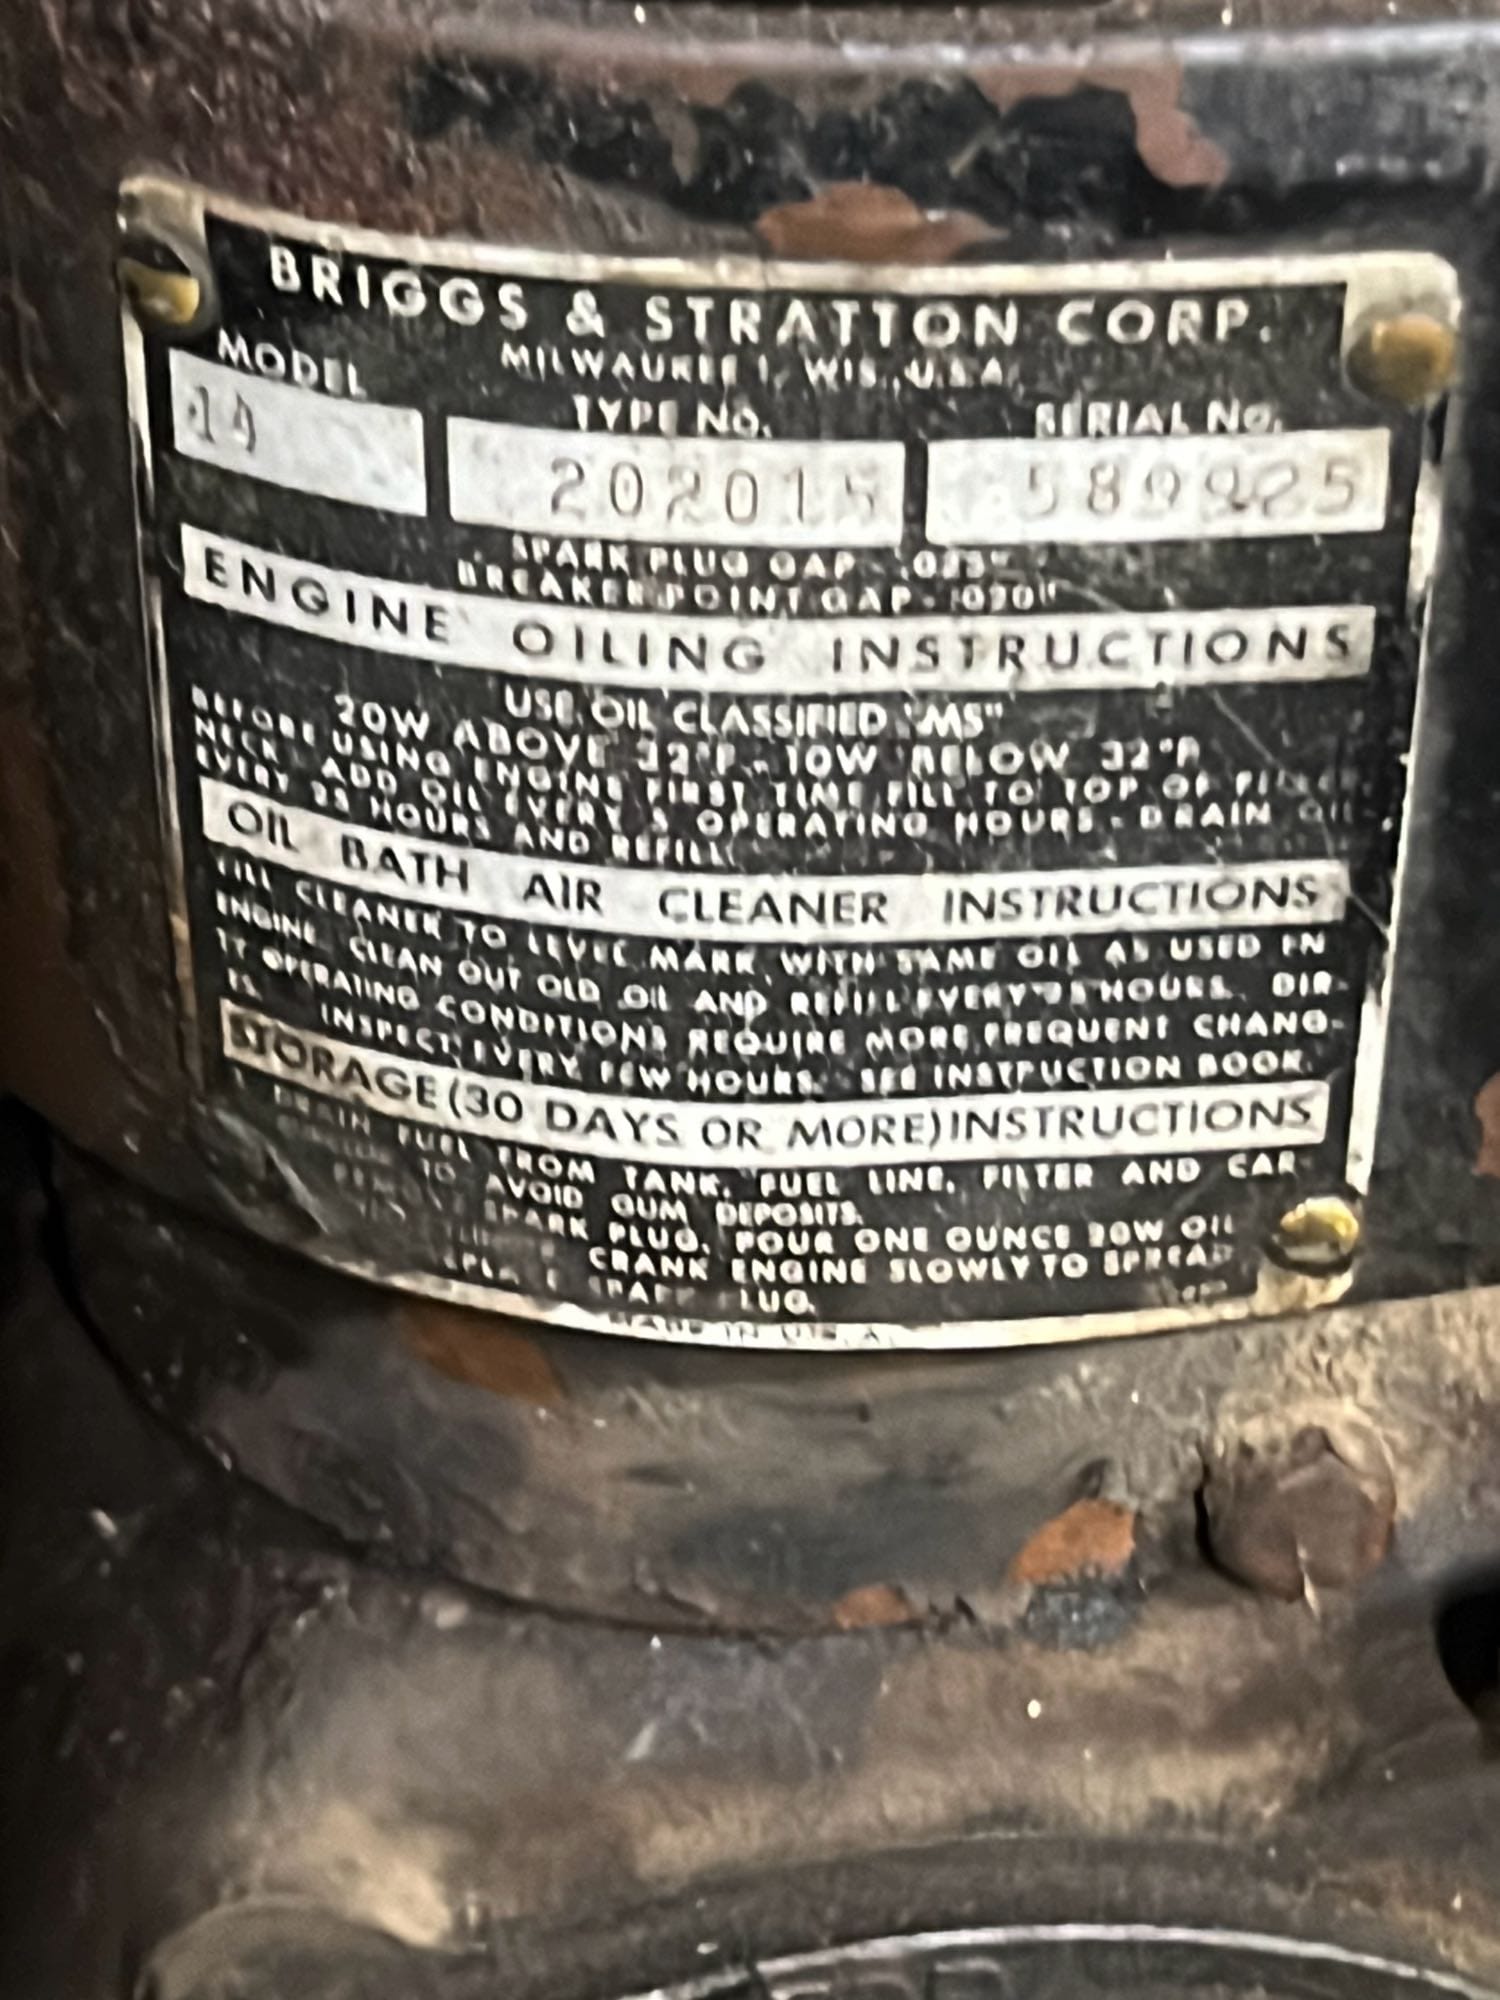 BRIGGS & STRATTON CORP.
MILWAUKEE 1, WIS., U.S.A.
MODEL TYPE NO. SERIAL NO.
14 202015
SPARK PLUG GAP - .025"
BREAKER POINT GAP - .020"
ENGINE OILING INSTRUCTIONS
USE OIL CLASSIFIED "MS"
20W ABOVE 32°F - 10W BELOW 32°F
BEFORE USING ENGINE FIRST TIME FILL TO TOP OF FILLER
NECK. ADD OIL EVERY 5 OPERATING HOURS - DRAIN OIL
EVERY 25 HOURS AND REFILL.
OIL BATH AIR CLEANER INSTRUCTIONS
FILL CLEANER TO LEVEL MARK WITH SAME OIL AS USED IN
ENGINE. CLEAN OUT OLD OIL AND REFILL EVERY 25 HOURS. DIR-
TY OPERATING CONDITIONS REQUIRE MORE FREQUENT CHANG-
ES. INSPECT EVERY FEW HOURS. SEE INSTRUCTION BOOK.
STORAGE (30 DAYS OR MORE) INSTRUCTIONS
DRAIN FUEL FROM TANK, FUEL LINE, FILTER AND CAR-
TO AVOID GUM DEPOSITS.
REMOVE SPARK PLUG, POUR ONE OUNCE 20W OIL
CRANK ENGINE SLOWLY TO SPREAD
SPARK PLUG.
U.S.A.